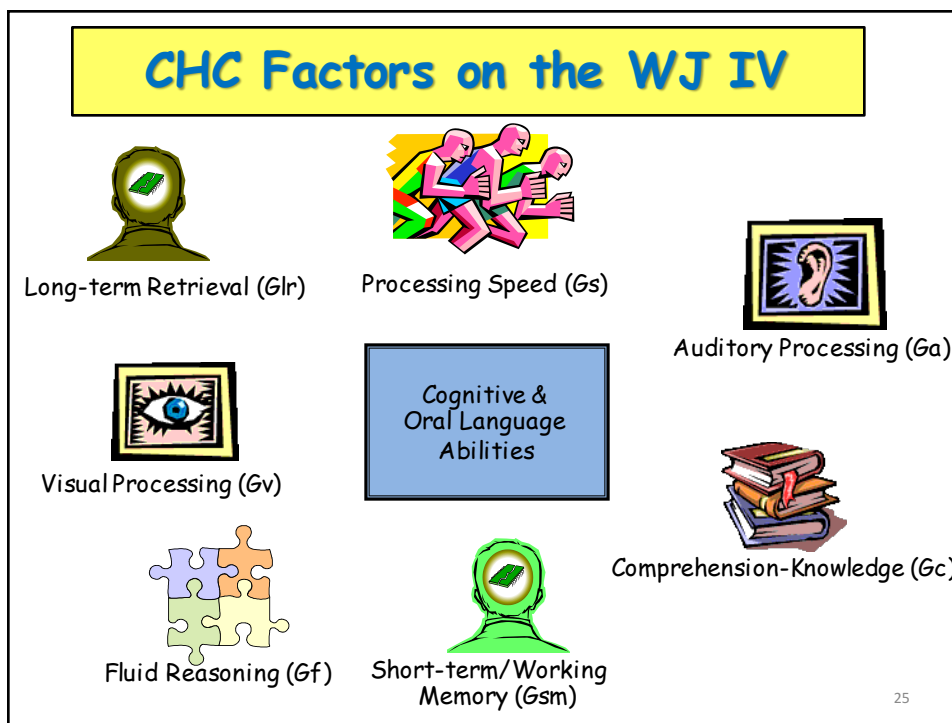 CHC Factors on the WJ IV
Long-term Retrieval (Glr)
Processing Speed (Gs)
Auditory Processing (Ga)
Cognitive &
Oral Language
Abilities
Visual Processing (Gv)
Comprehension-Knowledge (Gc)
Fluid Reasoning (Gf)
Short-term/Working
Memory (Gsm)
25